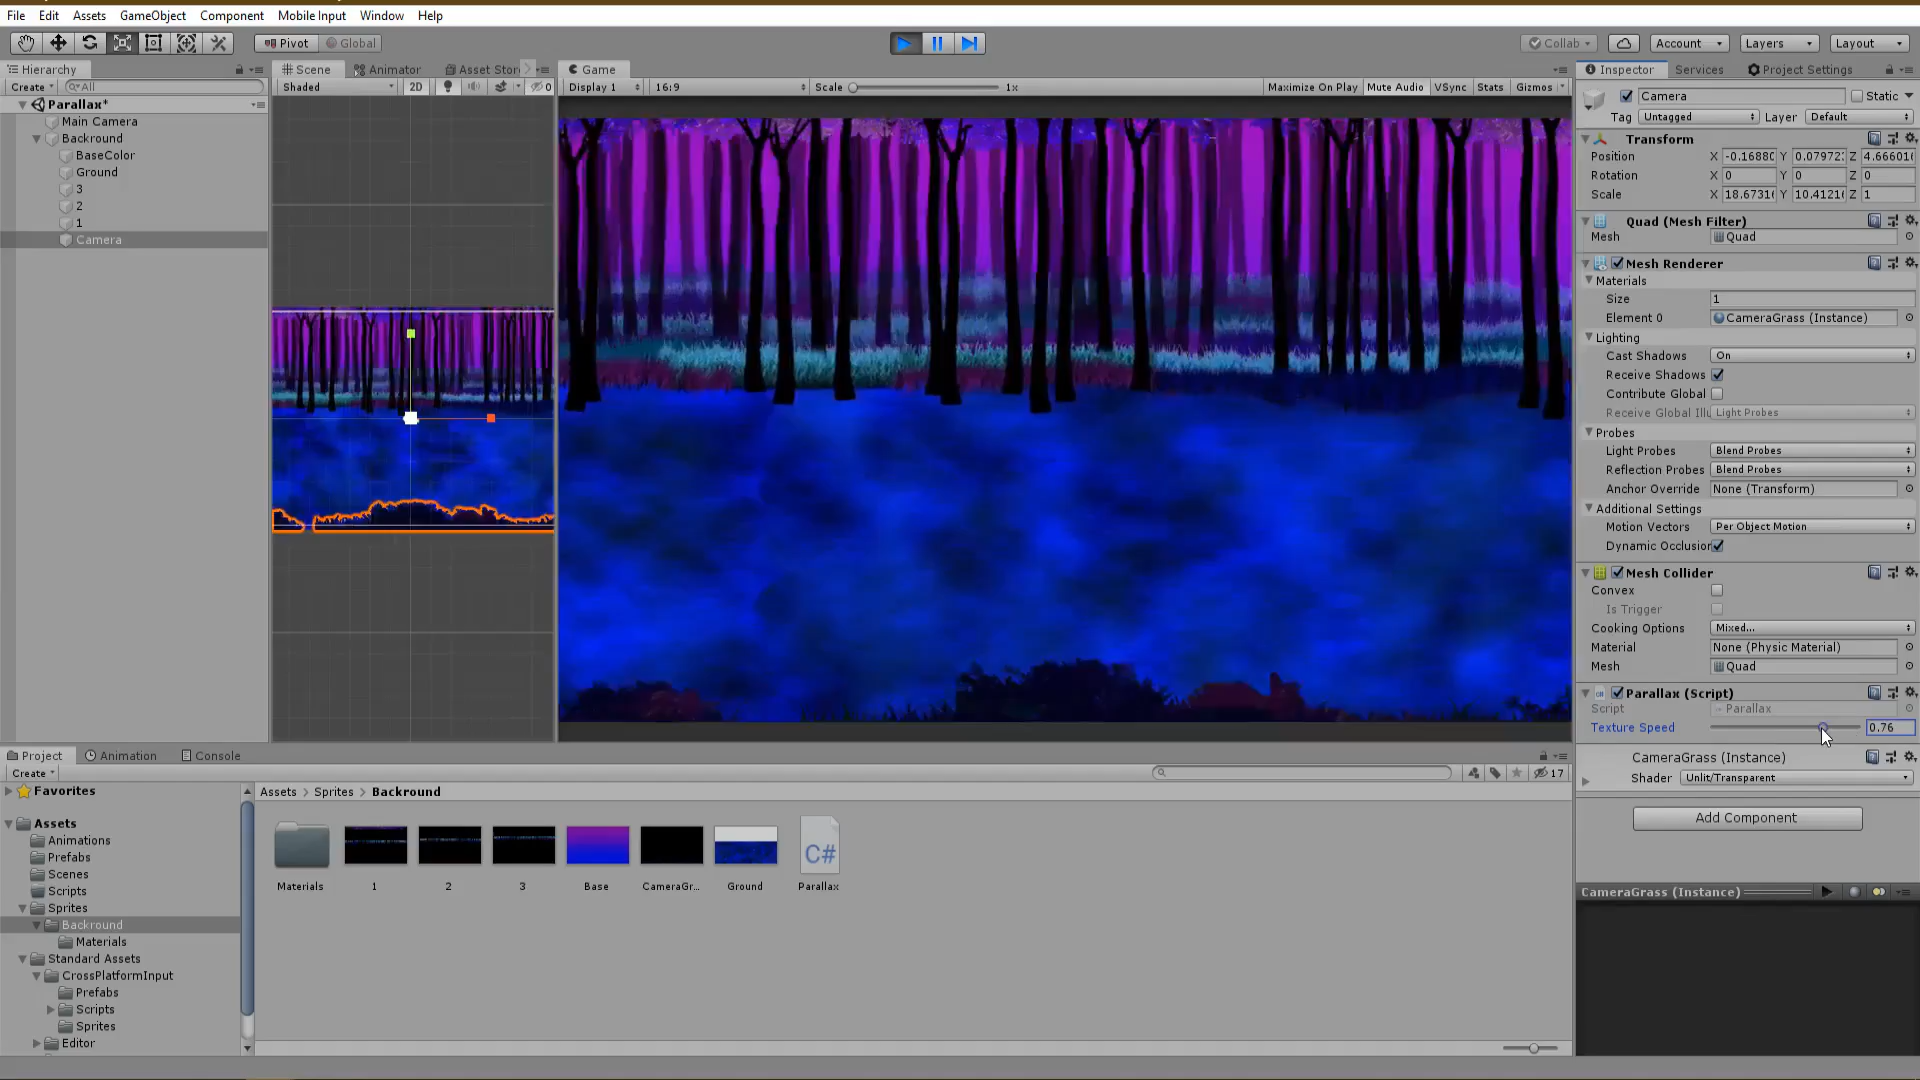 File Edit Assets GameObject Component Mobile Input Window Help
Pivot Global Collab Account Layers Layout
Hierarchy
Create All
Parallax*
Main Camera
Backround
BaseColor
Ground
3
2
1
Camera
Scene Animator Asset Stor
Shaded 2D 0
Game
Display 1 16:9 Scale 1x Maximize On Play Mute Audio VSync Stats Gizmos
Inspector Services Project Settings
Camera Static
Tag Untagged Layer Default
Transform
Position X -0.1688 Y 0.0797 Z 4.6660
Rotation X 0 Y 0 Z 0
Scale X 18.6731 Y 10.4121 Z 1
Quad (Mesh Filter)
Mesh Quad
Mesh Renderer
Materials
Size 1
Element 0 CameraGrass (Instance)
Lighting
Cast Shadows On
Receive Shadows
Contribute Global
Receive Global Illu Light Probes
Probes
Light Probes Blend Probes
Reflection Probes Blend Probes
Anchor Override None (Transform)
Additional Settings
Motion Vectors Per Object Motion
Dynamic Occlusion
Mesh Collider
Convex
Is Trigger
Cooking Options Mixed...
Material None (Physic Material)
Mesh Quad
Parallax (Script)
Script Parallax
Texture Speed 0.76
CameraGrass (Instance)
Shader Unlit/Transparent
Add Component
CameraGrass (Instance)
Project Animation Console
Create 17
Favorites
Assets
Animations
Prefabs
Scenes
Scripts
Sprites
Backround
Materials
Standard Assets
CrossPlatformInput
Prefabs
Scripts
Sprites
Editor
Assets > Sprites > Backround
C#
Materials 1 2 3 Base CameraGr... Ground Parallax